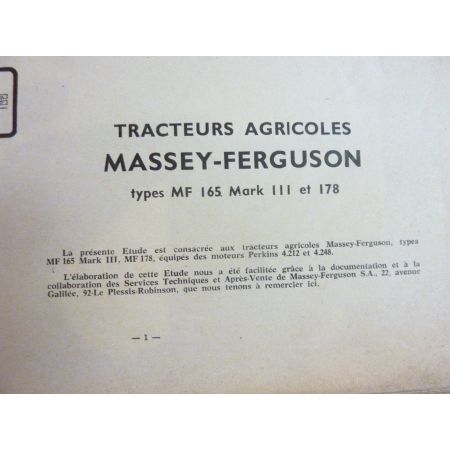 TRACTEURS AGRICOLES
MASSEY-FERGUSON
types MF 165 Mark III et 178
La présente Etude est consacrée aux tracteurs agricoles Massey-Ferguson, types
MF 165 Mark III, MF 178, équipés des moteurs Perkins 4.212 et 4.248.
L'élaboration de cette Etude nous a été facilitée grâce à la documentation et à la
collaboration des Services Techniques et Après-Vente de Massey-Ferguson S.A., 22, avenue
Galilée, 92-Le Plessis-Robinson, que nous tenons à remercier ici.
— 1 —